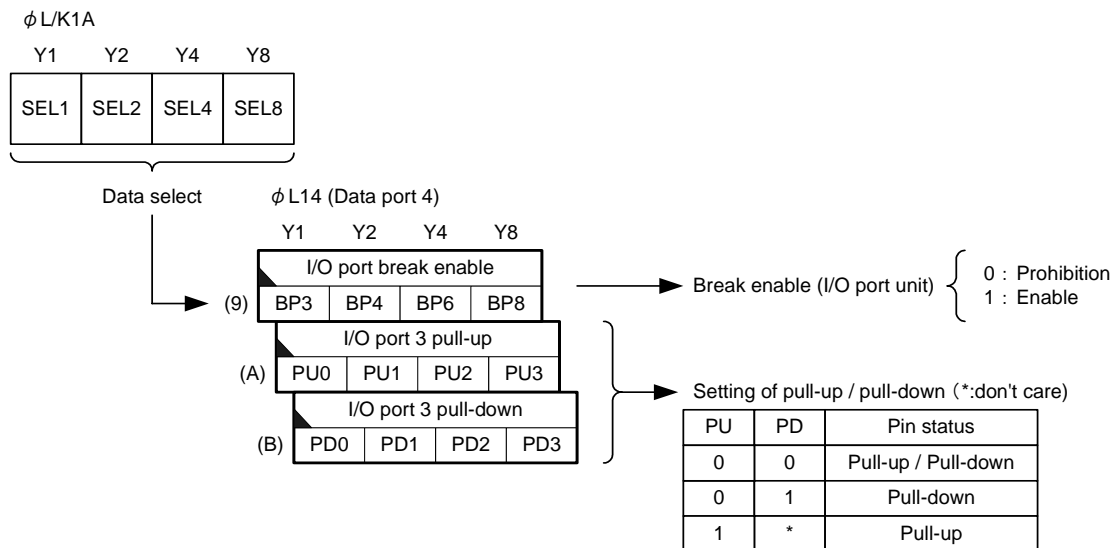 ϕL/K1A
Y1 Y2 Y4 Y8
SEL1 SEL2 SEL4 SEL8
Data select
ϕL14 (Data port 4)
Y1 Y2 Y4 Y8
I/O port break enable
(9) BP3 BP4 BP6 BP8
Break enable (I/O port unit)
0 : Prohibition
1 : Enable
I/O port 3 pull-up
(A) PU0 PU1 PU2 PU3
I/O port 3 pull-down
(B) PD0 PD1 PD2 PD3
Setting of pull-up / pull-down (*:don't care)
PU PD Pin status
0 0 Pull-up / Pull-down
0 1 Pull-down
1 * Pull-up